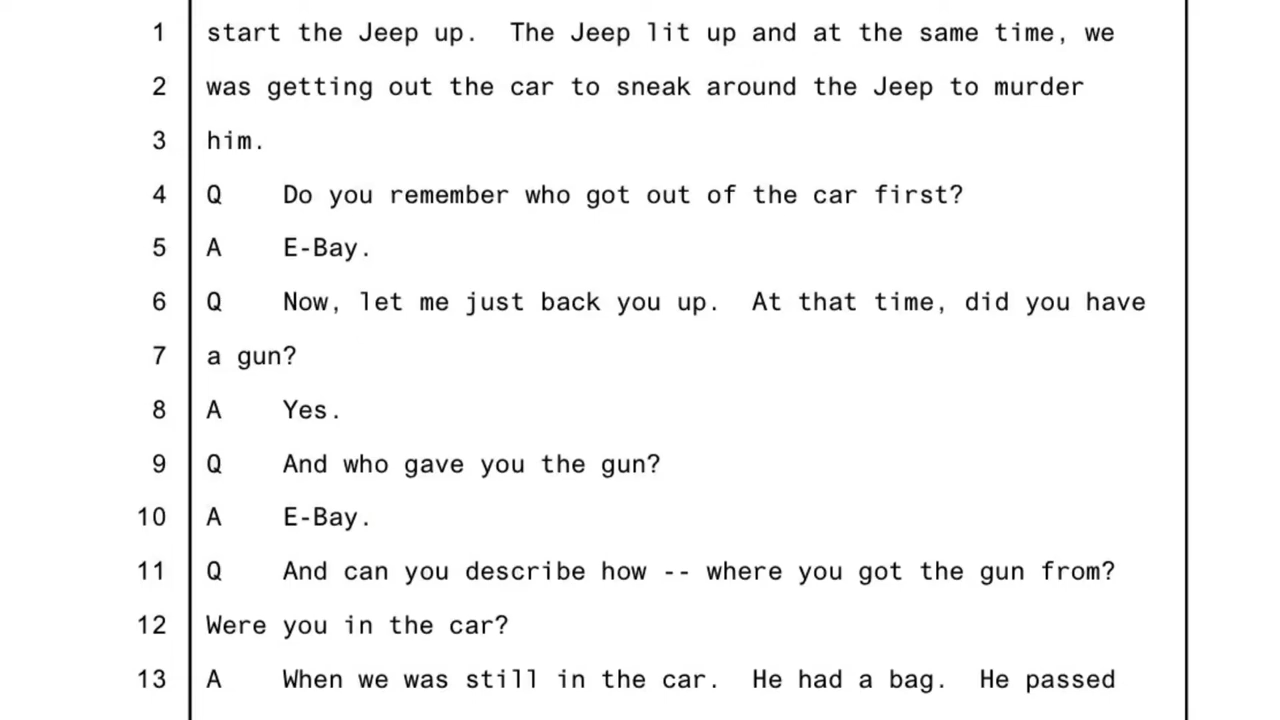 1 start the Jeep up. The Jeep lit up and at the same time, we
2 was getting out the car to sneak around the Jeep to murder
3 him.
4 Q Do you remember who got out of the car first?
5 A E-Bay.
6 Q Now, let me just back you up. At that time, did you have
7 a gun?
8 A Yes.
9 Q And who gave you the gun?
10 A E-Bay.
11 Q And can you describe how -- where you got the gun from?
12 Were you in the car?
13 A When we was still in the car. He had a bag. He passed